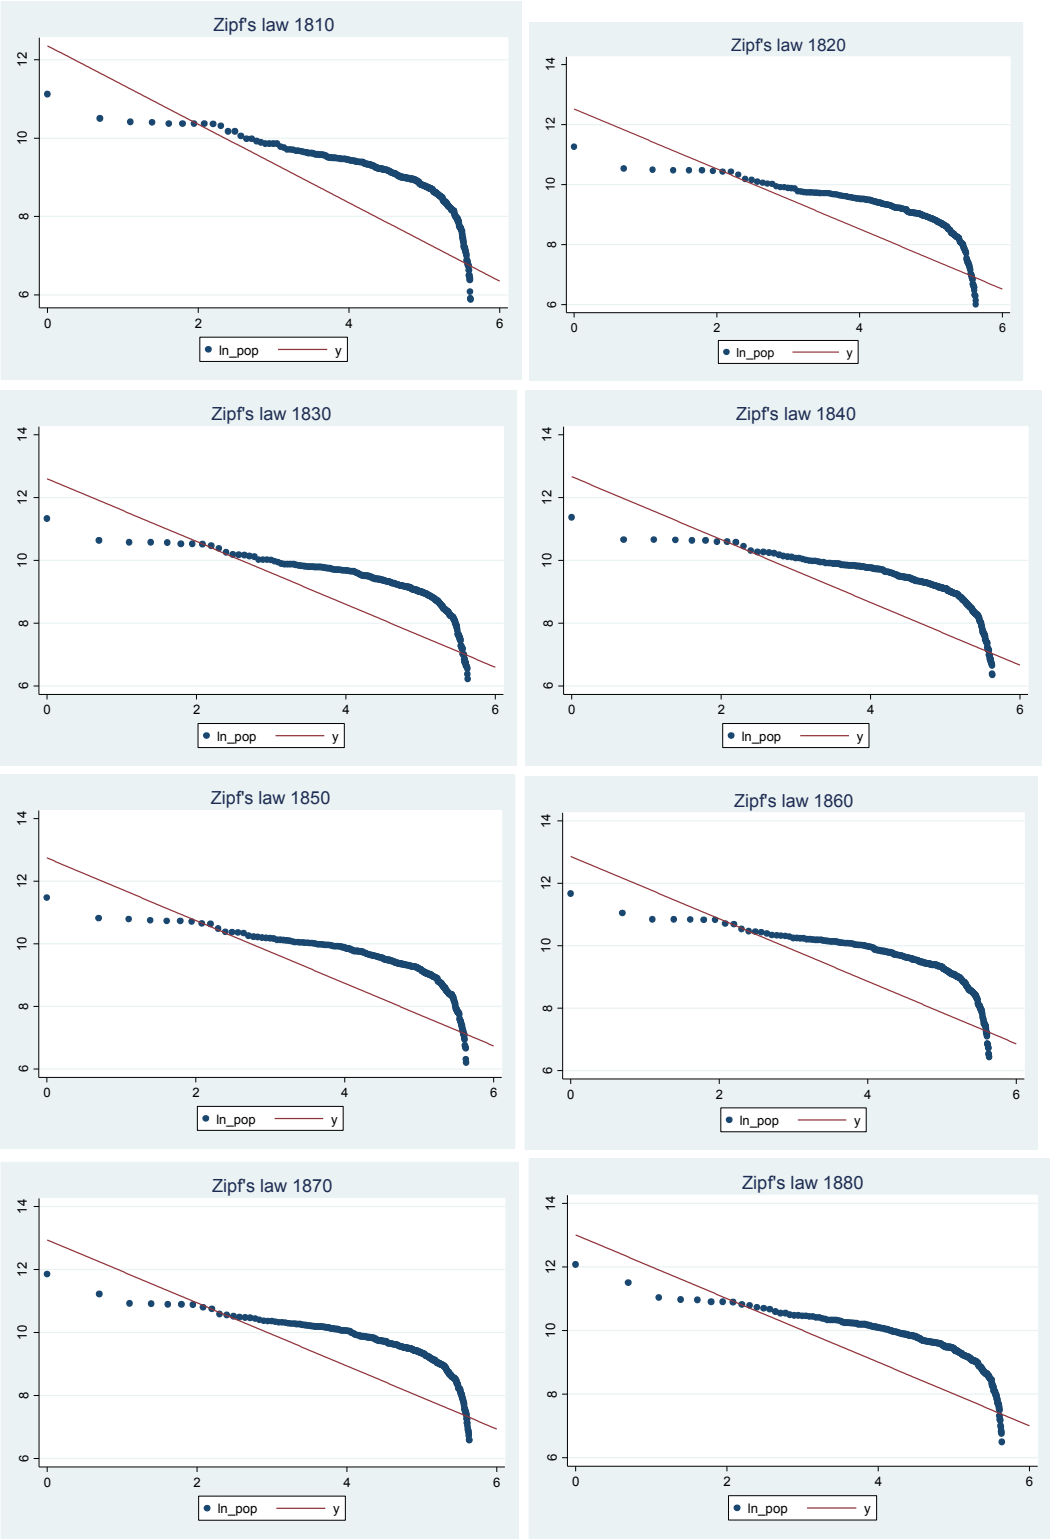 Zipf's law 1810
12
10
8
6
0 2 4 6
ln_pop y
Zipf's law 1820
14
12
10
8
6
0 2 4 6
ln_pop y
Zipf's law 1830
14
12
10
8
6
0 2 4 6
ln_pop y
Zipf's law 1840
14
12
10
8
6
0 2 4 6
ln_pop y
Zipf's law 1850
14
12
10
8
6
0 2 4 6
ln_pop y
Zipf's law 1860
14
12
10
8
6
0 2 4 6
ln_pop y
Zipf's law 1870
14
12
10
8
6
0 2 4 6
ln_pop y
Zipf's law 1880
14
12
10
8
6
0 2 4 6
ln_pop y